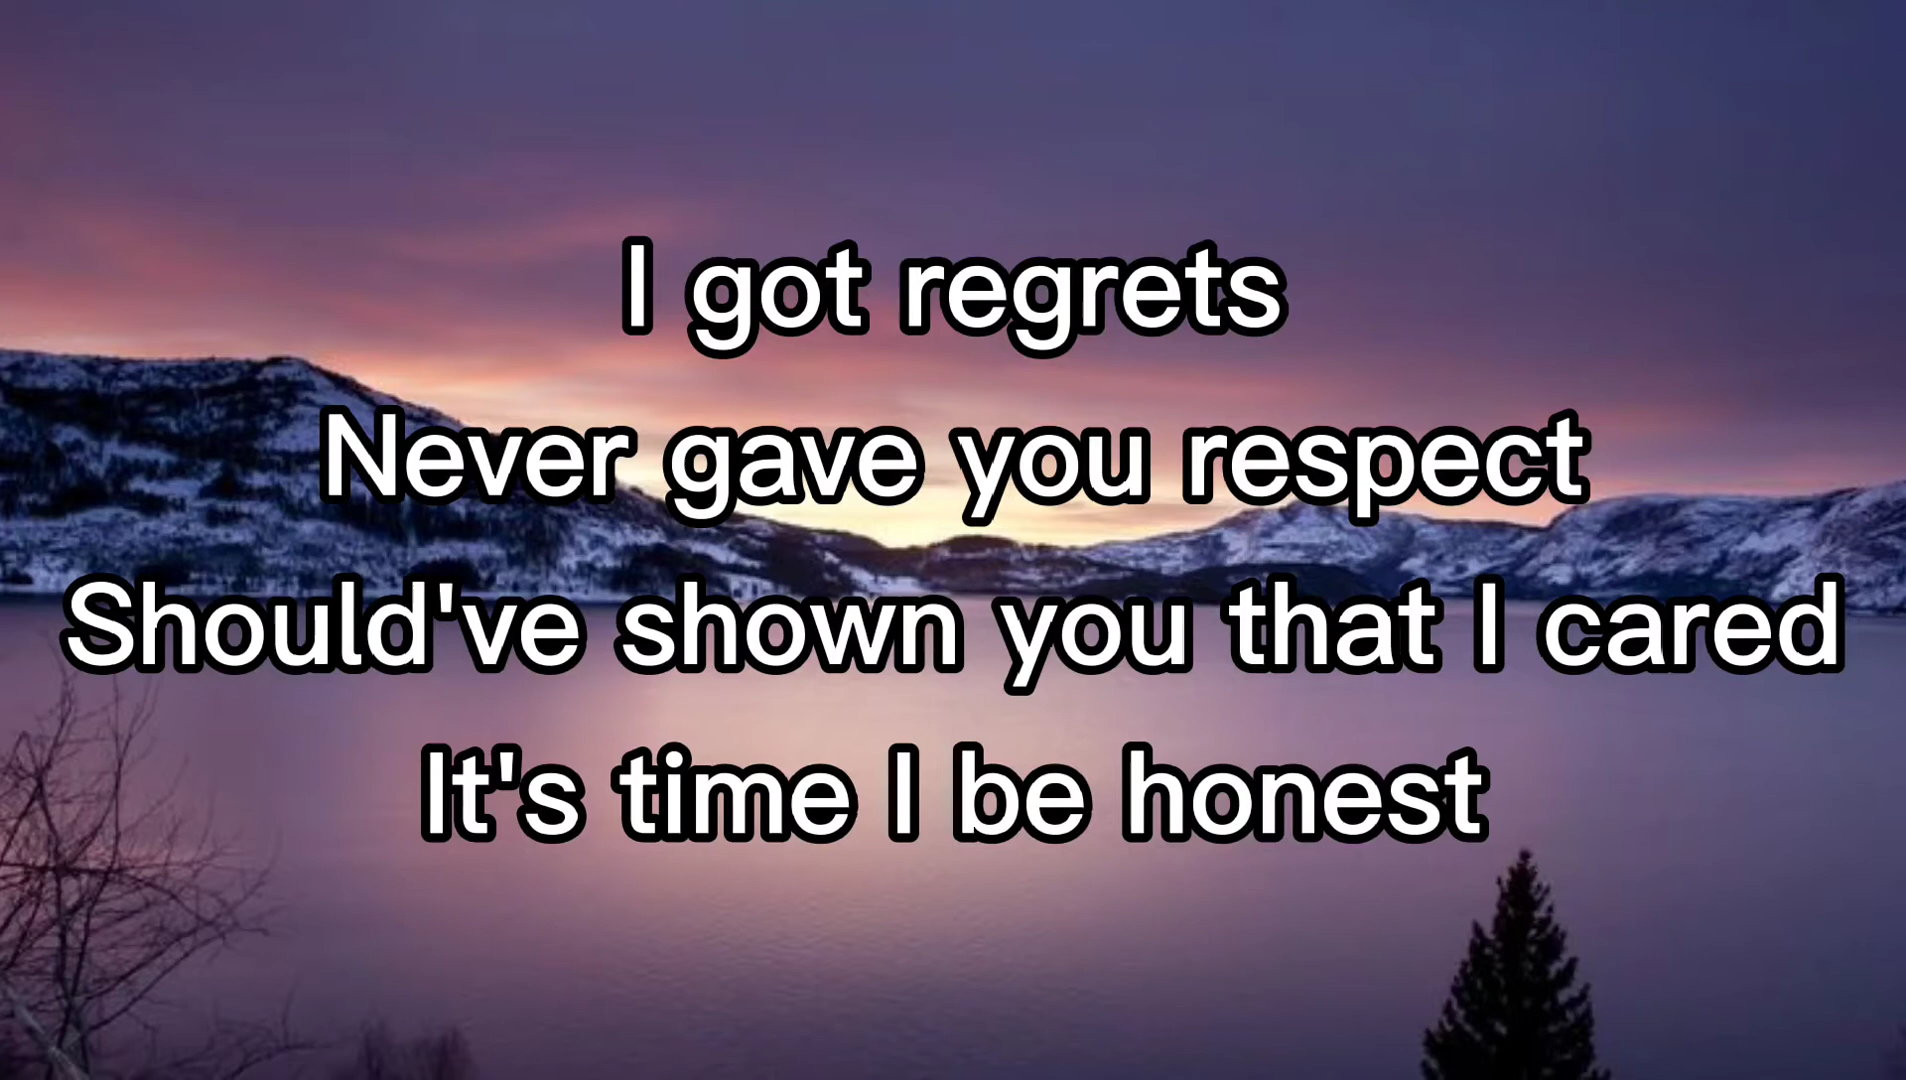 I got regrets
Never gave you respect
Should've shown you that I cared
It's time I be honest